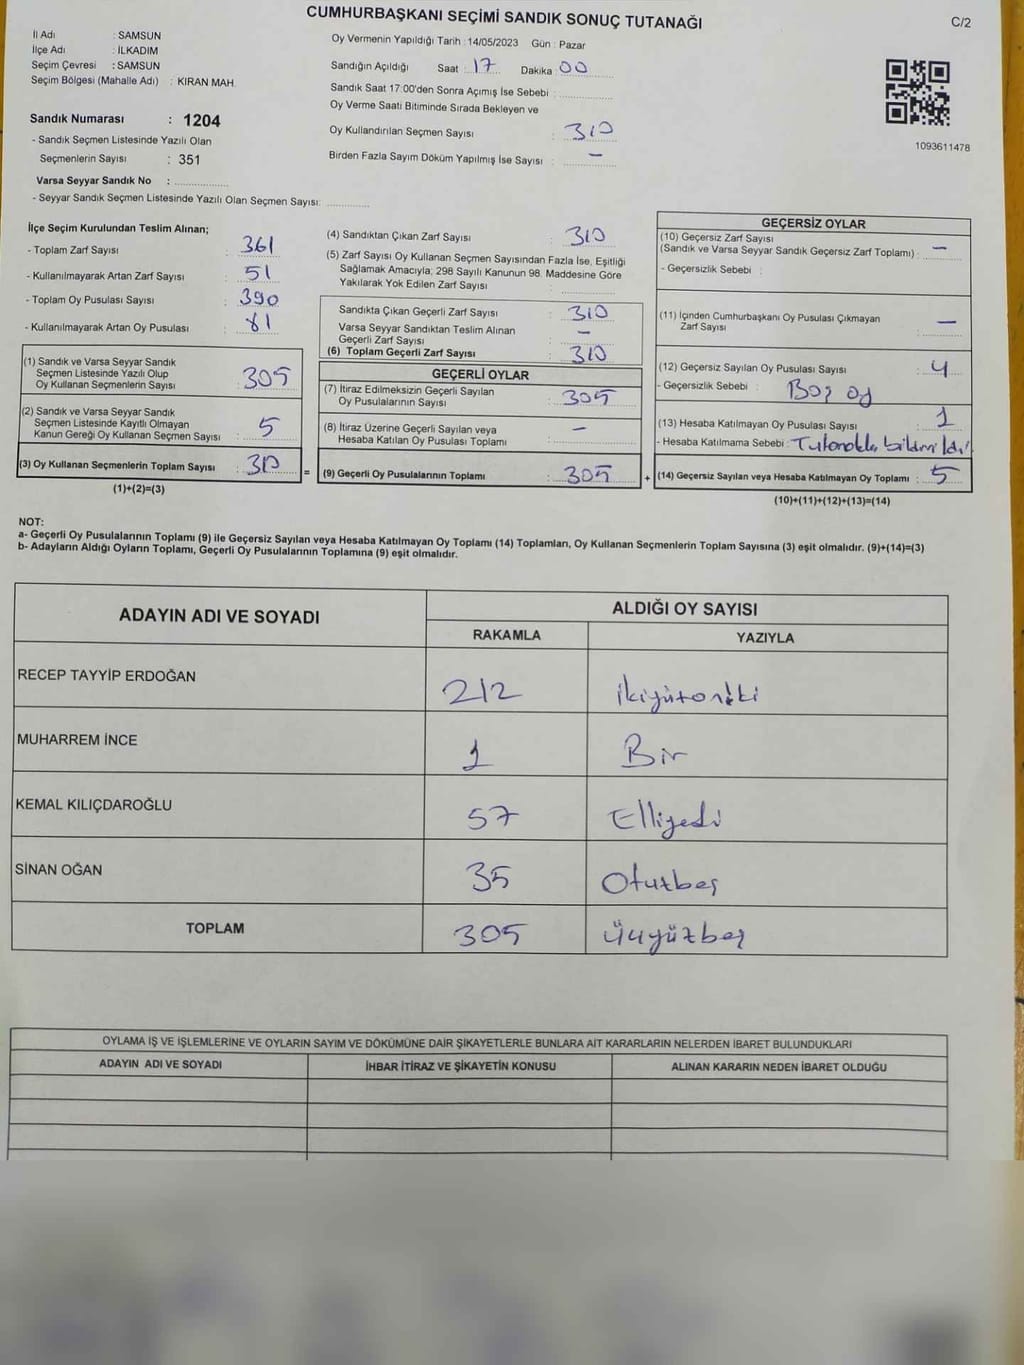 CUMHURBAŞKANI SEÇİMİ SANDIK SONUÇ TUTANAĞI
C/2
İl Adı : SAMSUN
İlçe Adı : İLKADIM
Seçim Çevresi : SAMSUN
Seçim Bölgesi (Mahalle Adı) : KIRAN MAH.
Sandık Numarası : 1204
- Sandık Seçmen Listesinde Yazılı Olan
Seçmenlerin Sayısı : 351
Varsa Seyyar Sandık No :
- Seyyar Sandık Seçmen Listesinde Yazılı Olan Seçmen Sayısı:
Oy Vermenin Yapıldığı Tarih : 14/05/2023 Gün : Pazar
Sandığın Açıldığı Saat : 17 Dakika : 00
Sandık Saat 17:00'den Sonra Açımış İse Sebebi :
Oy Verme Saati Bitiminde Sırada Bekleyen ve
Oy Kullandırılan Seçmen Sayısı : 310
Birden Fazla Sayım Döküm Yapılmış İse Sayısı : —
1093611478
İlçe Seçim Kurulundan Teslim Alınan;
- Toplam Zarf Sayısı : 361
- Kullanılmayarak Artan Zarf Sayısı : 51
- Toplam Oy Pusulası Sayısı : 390
- Kullanılmayarak Artan Oy Pusulası : 81
(1) Sandık ve Varsa Seyyar Sandık
Seçmen Listesinde Yazılı Olup
Oy Kullanan Seçmenlerin Sayısı : 305
(2) Sandık ve Varsa Seyyar Sandık
Seçmen Listesinde Kayıtlı Olmayan
Kanun Gereği Oy Kullanan Seçmen Sayısı : 5
(3) Oy Kullanan Seçmenlerin Toplam Sayısı : 310 =
(1)+(2)=(3)
(4) Sandıktan Çıkan Zarf Sayısı : 310
(5) Zarf Sayısı Oy Kullanan Seçmen Sayısından Fazla İse, Eşitliği
Sağlamak Amacıyla; 298 Sayılı Kanunun 98. Maddesine Göre
Yakılarak Yok Edilen Zarf Sayısı :
Sandıkta Çıkan Geçerli Zarf Sayısı : 310
Varsa Seyyar Sandıktan Teslim Alınan
Geçerli Zarf Sayısı : —
(6) Toplam Geçerli Zarf Sayısı : 310
GEÇERLİ OYLAR
(7) İtiraz Edilmeksizin Geçerli Sayılan
Oy Pusulalarının Sayısı : 305
(8) İtiraz Üzerine Geçerli Sayılan veya
Hesaba Katılan Oy Pusulası Toplamı : —
(9) Geçerli Oy Pusulalarının Toplamı : 305 +
GEÇERSİZ OYLAR
(10) Geçersiz Zarf Sayısı
(Sandık ve Varsa Seyyar Sandık Geçersiz Zarf Toplamı) : —
- Geçersizlik Sebebi :
(11) İçinden Cumhurbaşkanı Oy Pusulası Çıkmayan
Zarf Sayısı : —
(12) Geçersiz Sayılan Oy Pusulası Sayısı : 4
- Geçersizlik Sebebi : Boş oy
(13) Hesaba Katılmayan Oy Pusulası Sayısı : 1
- Hesaba Katılmama Sebebi : Tutanakla bildirildi
(14) Geçersiz Sayılan veya Hesaba Katılmayan Oy Toplamı : 5
(10)+(11)+(12)+(13)=(14)
NOT:
a- Geçerli Oy Pusulalarının Toplamı (9) ile Geçersiz Sayılan veya Hesaba Katılmayan Oy Toplamı (14) Toplamları, Oy Kullanan Seçmenlerin Toplam Sayısına (3) eşit olmalıdır. (9)+(14)=(3)
b- Adayların Aldığı Oyların Toplamı, Geçerli Oy Pusulalarının Toplamına (9) eşit olmalıdır.
ADAYIN ADI VE SOYADI ALDIĞI OY SAYISI
RAKAMLA YAZIYLA
RECEP TAYYİP ERDOĞAN 212 İkiyüzoniki
MUHARREM İNCE 1 Bir
KEMAL KILIÇDAROĞLU 57 Elliyedi
SİNAN OĞAN 35 Otuzbeş
TOPLAM 305 Üçyüzbeş
OYLAMA İŞ VE İŞLEMLERİNE VE OYLARIN SAYIM VE DÖKÜMÜNE DAİR ŞİKAYETLERLE BUNLARA AİT KARARLARIN NELERDEN İBARET BULUNDUKLARI
ADAYIN ADI VE SOYADI İHBAR İTİRAZ VE ŞİKAYETİN KONUSU ALINAN KARARIN NEDEN İBARET OLDUĞU